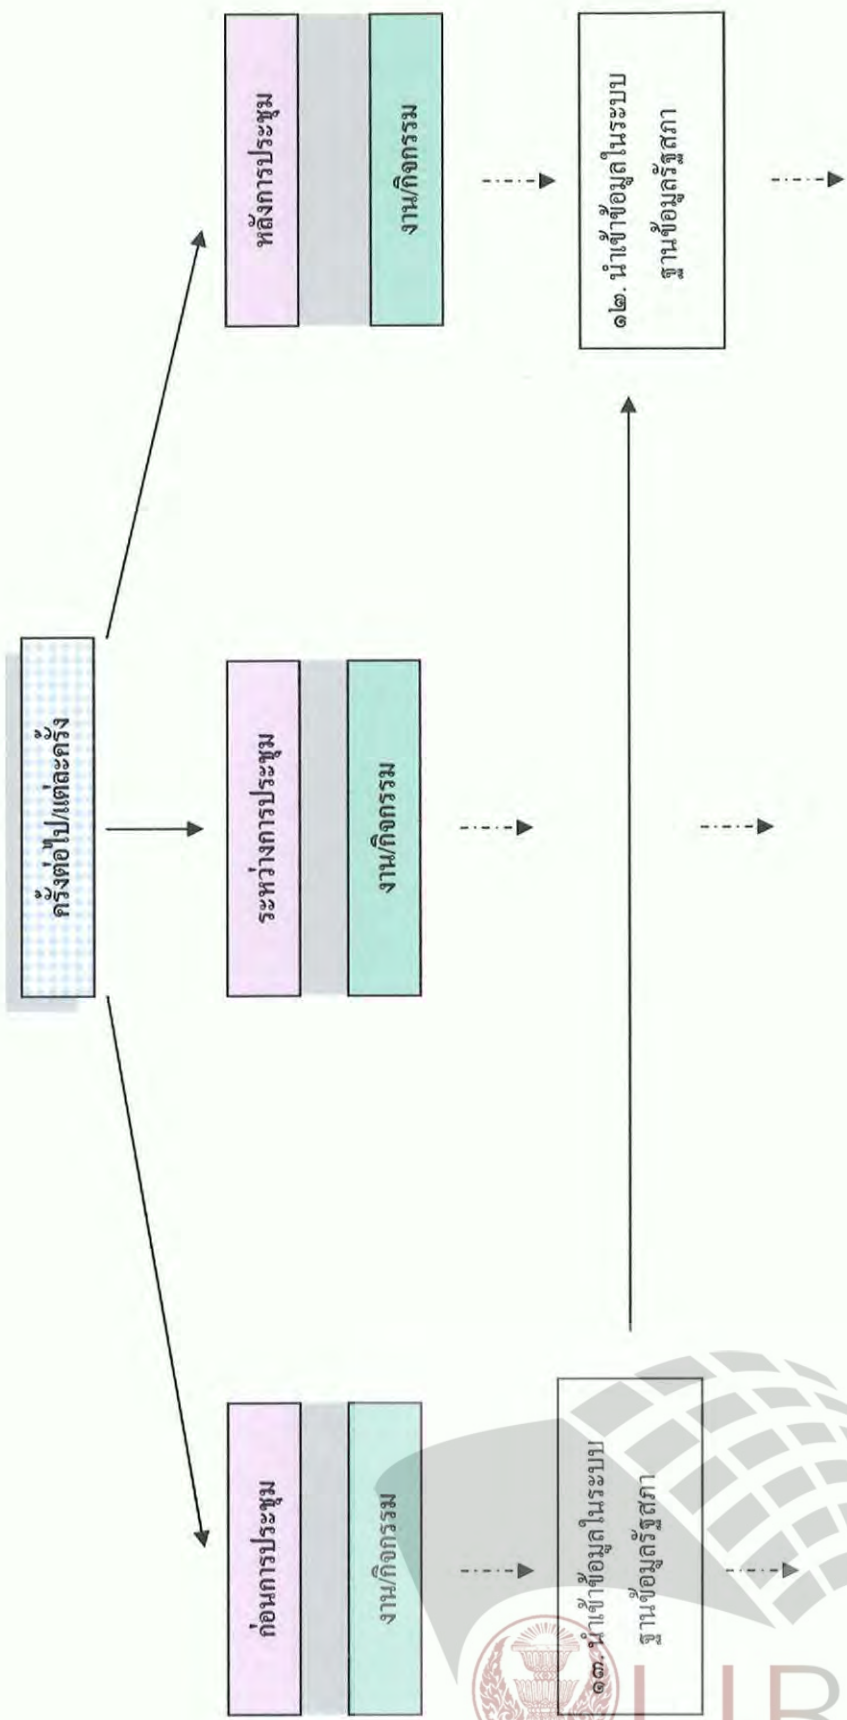 ครั้งต่อไป/แต่ละครั้ง
ก่อนการประชุม
ระหว่างการประชุม
หลังการประชุม
งาน/กิจกรรม
งาน/กิจกรรม
งาน/กิจกรรม
๑๓. นำเข้าข้อมูลในระบบ
ฐานข้อมูลรัฐสภา
๑๒. นำเข้าข้อมูลในระบบ
ฐานข้อมูลรัฐสภา
LIB